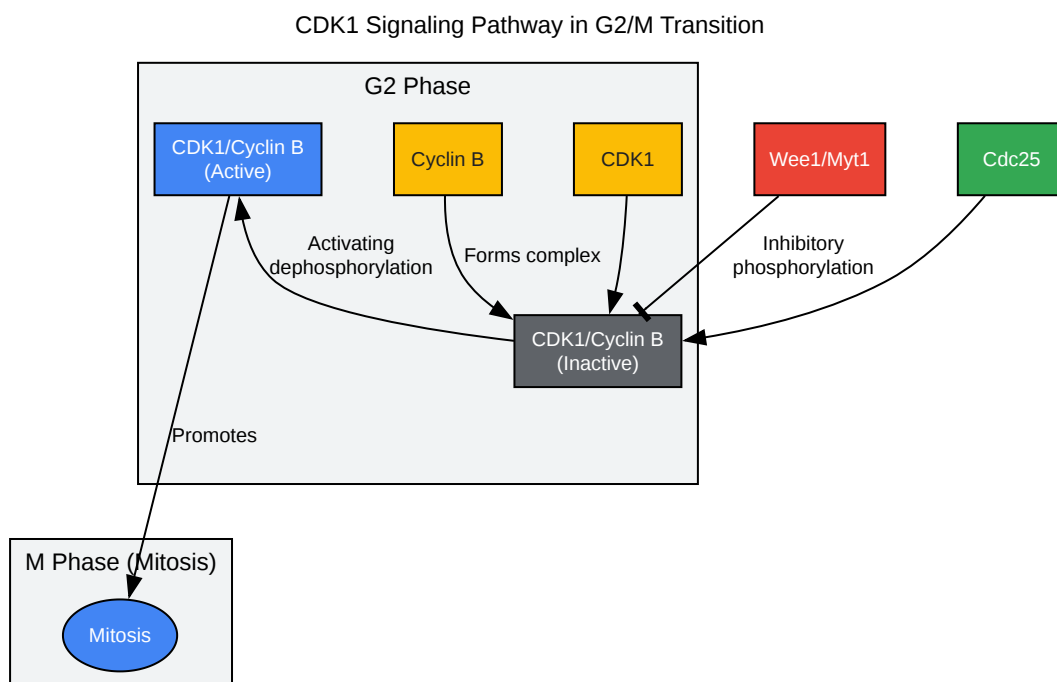 CDK1 Signaling Pathway in G2/M Transition
G2 Phase
CDK1/Cyclin B
(Active)
Cyclin B
CDK1
Wee1/Myt1
Cdc25
Activating
dephosphorylation
Forms complex
Inhibitory
phosphorylation
CDK1/Cyclin B
(Inactive)
Promotes
M Phase (Mitosis)
Mitosis